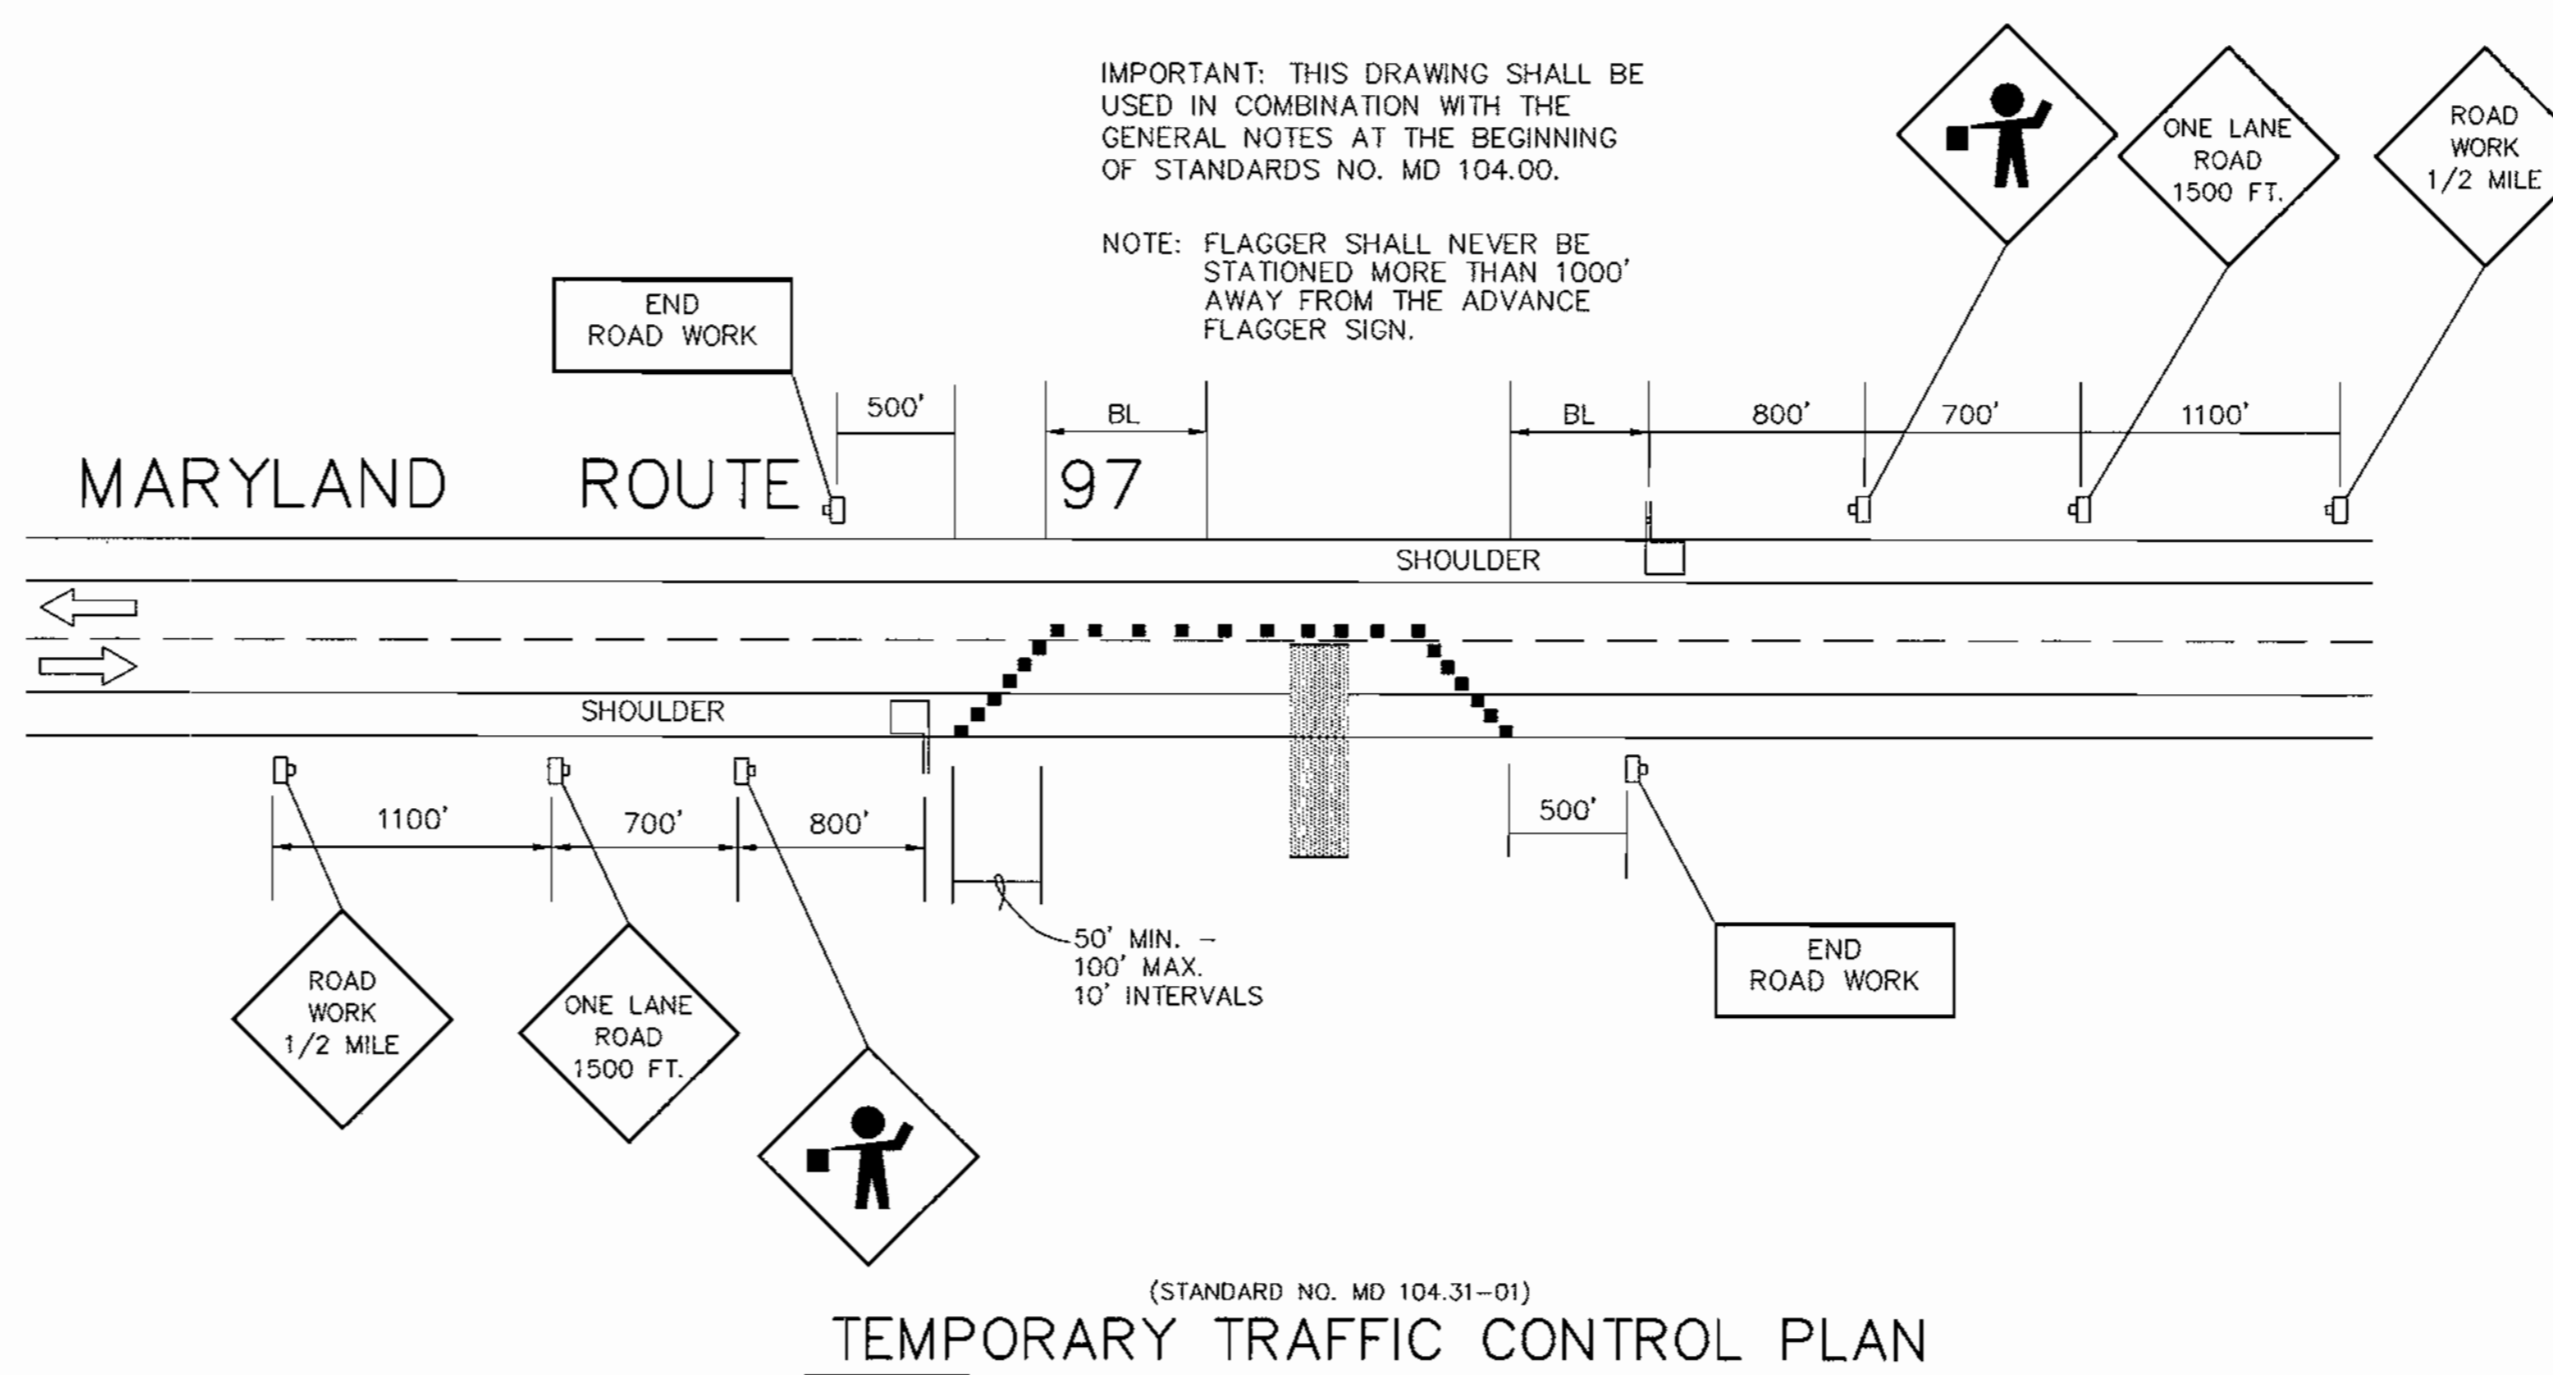 IMPORTANT: THIS DRAWING SHALL BE
USED IN COMBINATION WITH THE
GENERAL NOTES AT THE BEGINNING
OF STANDARDS NO. MD 104.00.
NOTE: FLAGGER SHALL NEVER BE
STATIONED MORE THAN 1000'
AWAY FROM THE ADVANCE
FLAGGER SIGN.
ONE LANE
ROAD
1500 FT.
ROAD
WORK
1/2 MILE
END
ROAD WORK
500'
BL
BL
800'
700'
1100'
MARYLAND ROUTE 97
SHOULDER
SHOULDER
1100'
700'
800'
500'
50' MIN. -
100' MAX.
10' INTERVALS
ROAD
WORK
1/2 MILE
ONE LANE
ROAD
1500 FT.
END
ROAD WORK
(STANDARD NO. MD 104.31-01)
TEMPORARY TRAFFIC CONTROL PLAN